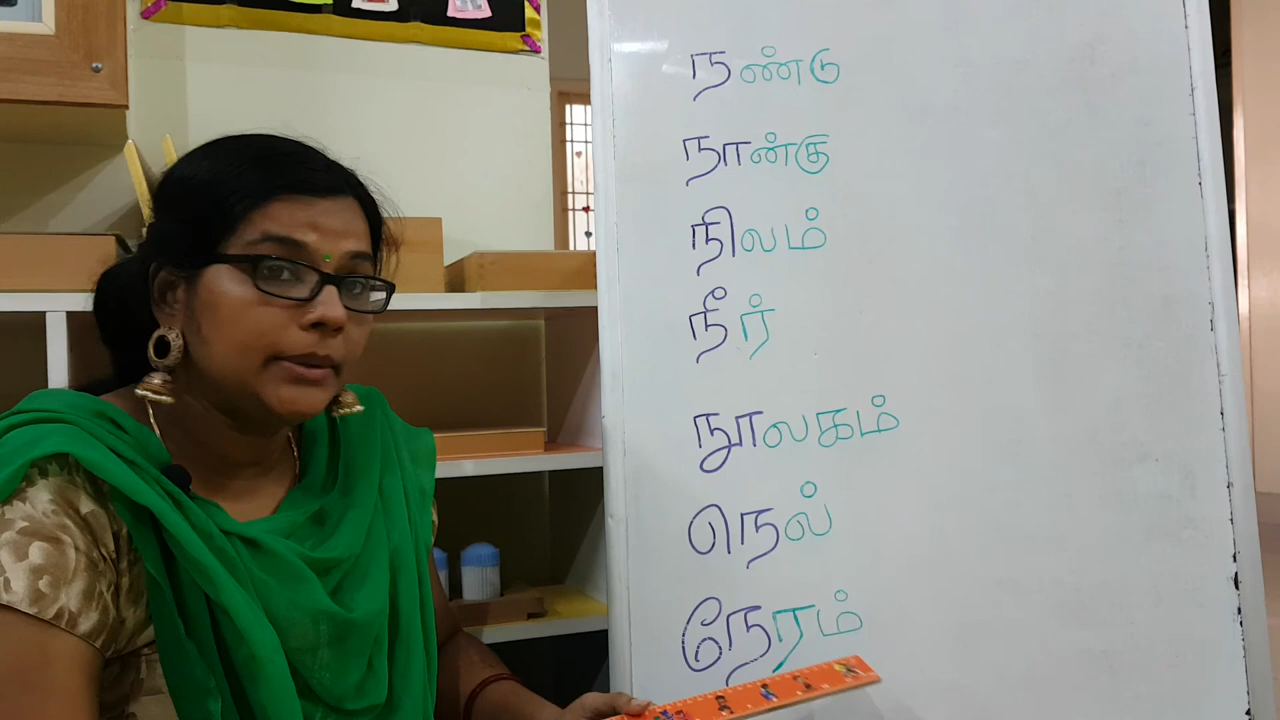 நண்டு
நான்கு
நிலம்
நீர்
நூலகம்
நெல்
நேரம்